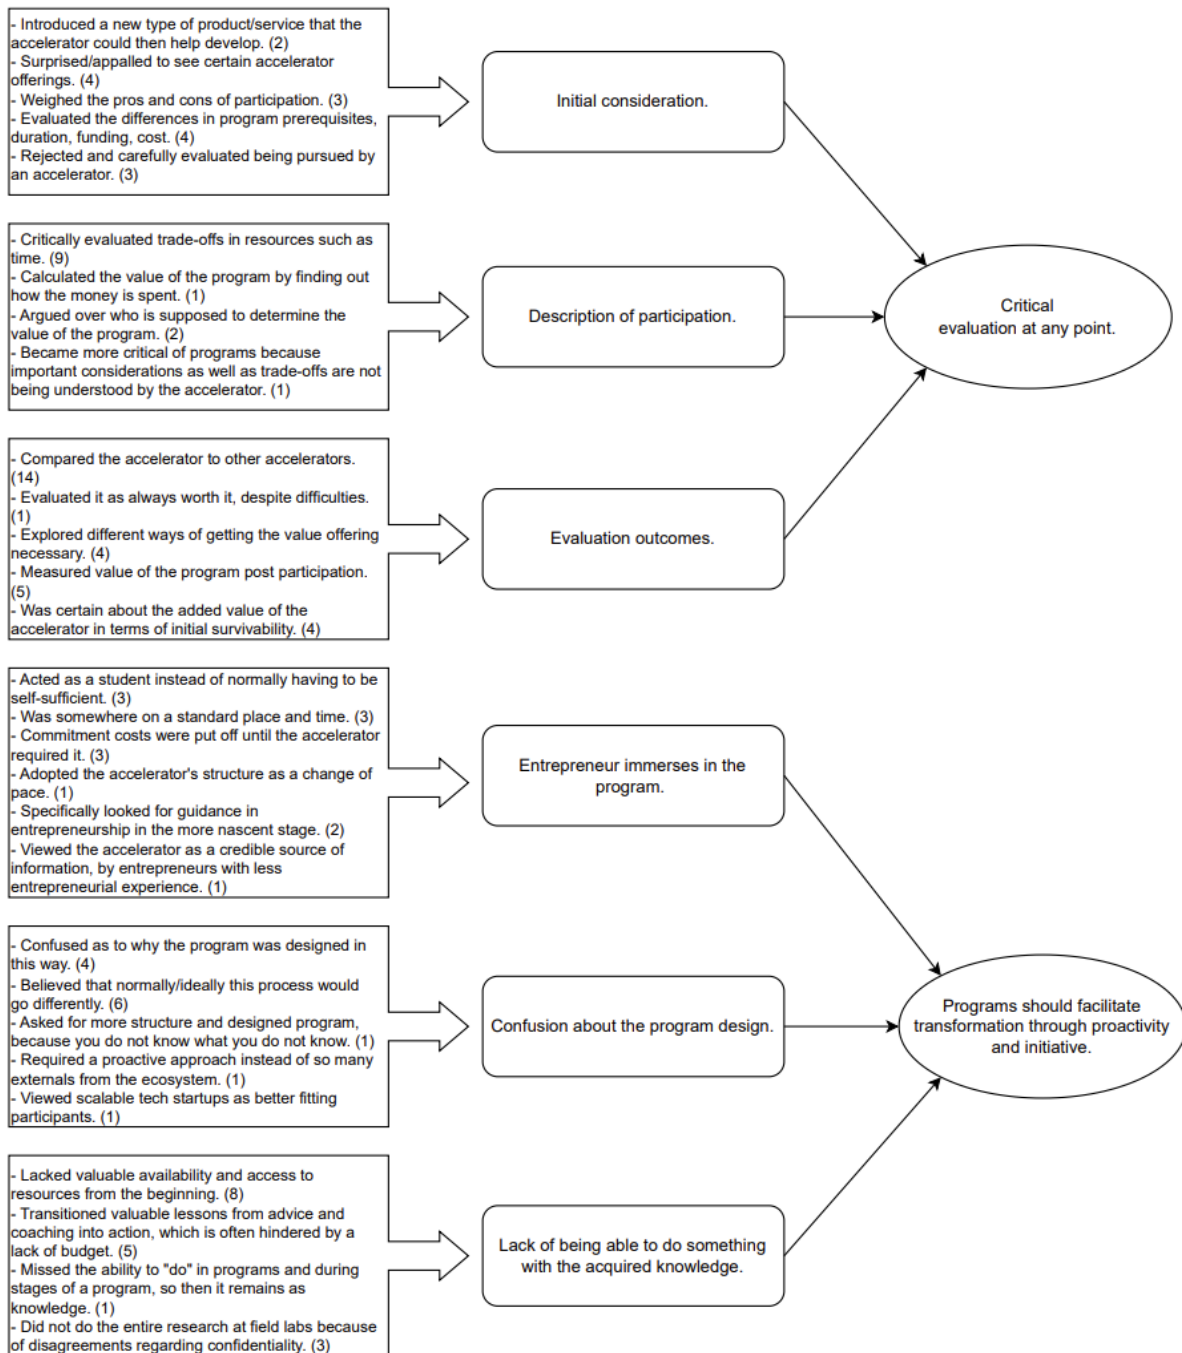 - Introduced a new type of product/service that the
accelerator could then help develop. (2)
- Surprised/appalled to see certain accelerator
offerings. (4)
- Weighed the pros and cons of participation. (3)
- Evaluated the differences in program prerequisites,
duration, funding, cost. (4)
- Rejected and carefully evaluated being pursued by
an accelerator. (3)
Initial consideration.
- Critically evaluated trade-offs in resources such as
time. (9)
- Calculated the value of the program by finding out
how the money is spent. (1)
- Argued over who is supposed to determine the
value of the program. (2)
- Became more critical of programs because
important considerations as well as trade-offs are not
being understood by the accelerator. (1)
Description of participation.
Critical
evaluation at any point.
- Compared the accelerator to other accelerators.
(14)
- Evaluated it as always worth it, despite difficulties.
(1)
- Explored different ways of getting the value offering
necessary. (4)
- Measured value of the program post participation.
(5)
- Was certain about the added value of the
accelerator in terms of initial survivability. (4)
Evaluation outcomes.
- Acted as a student instead of normally having to be
self-sufficient. (3)
- Was somewhere on a standard place and time. (3)
- Commitment costs were put off until the accelerator
required it. (3)
- Adopted the accelerator's structure as a change of
pace. (1)
- Specifically looked for guidance in
entrepreneurship in the more nascent stage. (2)
- Viewed the accelerator as a credible source of
information, by entrepreneurs with less
entrepreneurial experience. (1)
Entrepreneur immerses in the
program.
- Confused as to why the program was designed in
this way. (4)
- Believed that normally/ideally this process would
go differently. (6)
- Asked for more structure and designed program,
because you do not know what you do not know. (1)
- Required a proactive approach instead of so many
externals from the ecosystem. (1)
- Viewed scalable tech startups as better fitting
participants. (1)
Confusion about the program design.
Programs should facilitate
transformation through proactivity
and initiative.
- Lacked valuable availability and access to
resources from the beginning. (8)
- Transitioned valuable lessons from advice and
coaching into action, which is often hindered by a
lack of budget. (5)
- Missed the ability to "do" in programs and during
stages of a program, so then it remains as
knowledge. (1)
- Did not do the entire research at field labs because
of disagreements regarding confidentiality. (3)
Lack of being able to do something
with the acquired knowledge.